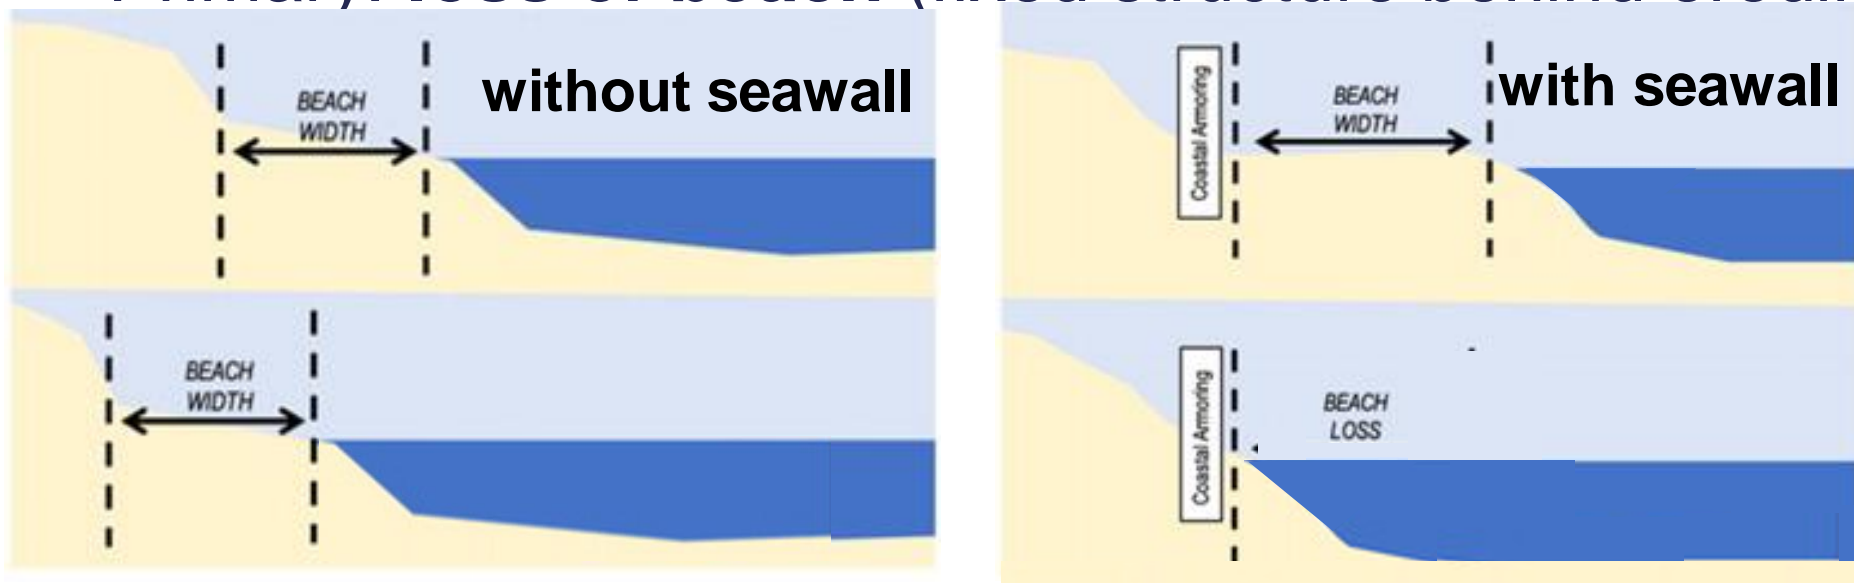 without seawall
BEACH
WIDTH
BEACH
WIDTH
with seawall
Coastal Armoring
BEACH
WIDTH
Coastal Armoring
BEACH
LOSS